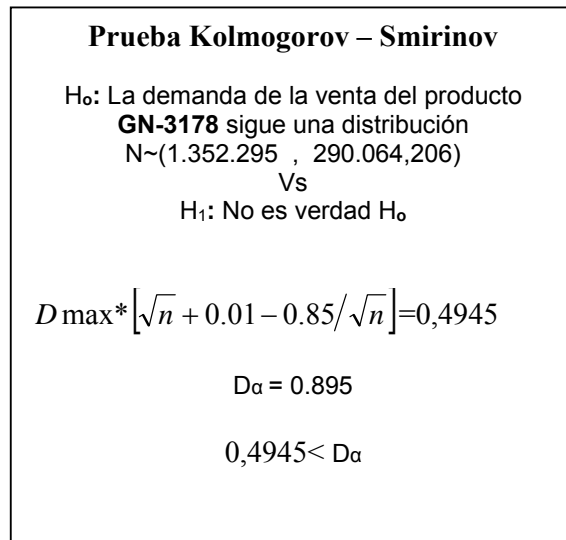 Prueba Kolmogorov – Smirinov
Hₒ: La demanda de la venta del producto
GN-3178 sigue una distribución
N~(1.352.295 , 290.064,206)
Vs
H₁: No es verdad Hₒ
D max*[√n + 0.01 − 0.85/√n]=0,4945
Dα = 0.895
0,4945< Dα